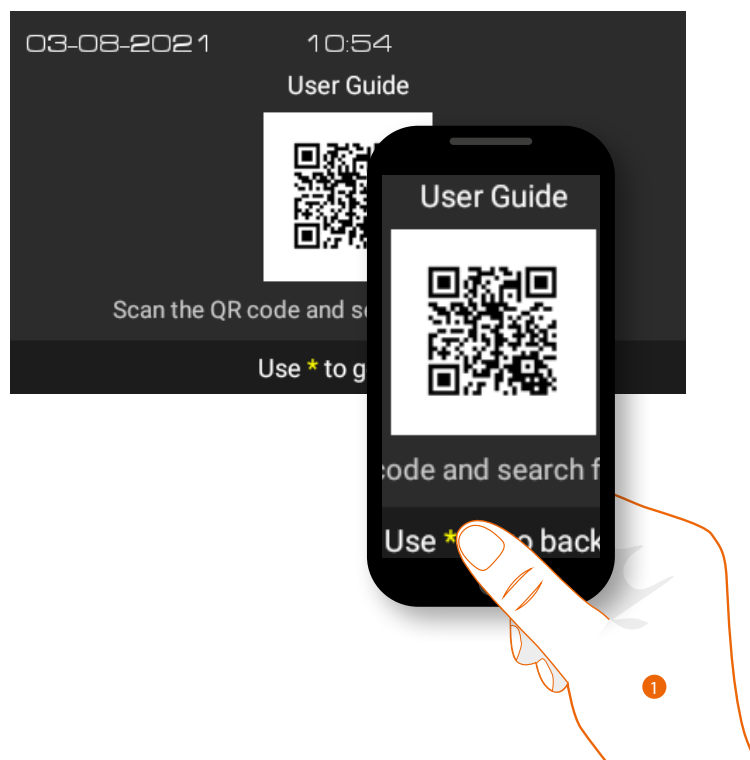 03-08-2021 10:54
User Guide
Scan the QR code and s
Use * to g
User Guide
code and search f
Use * o back
1